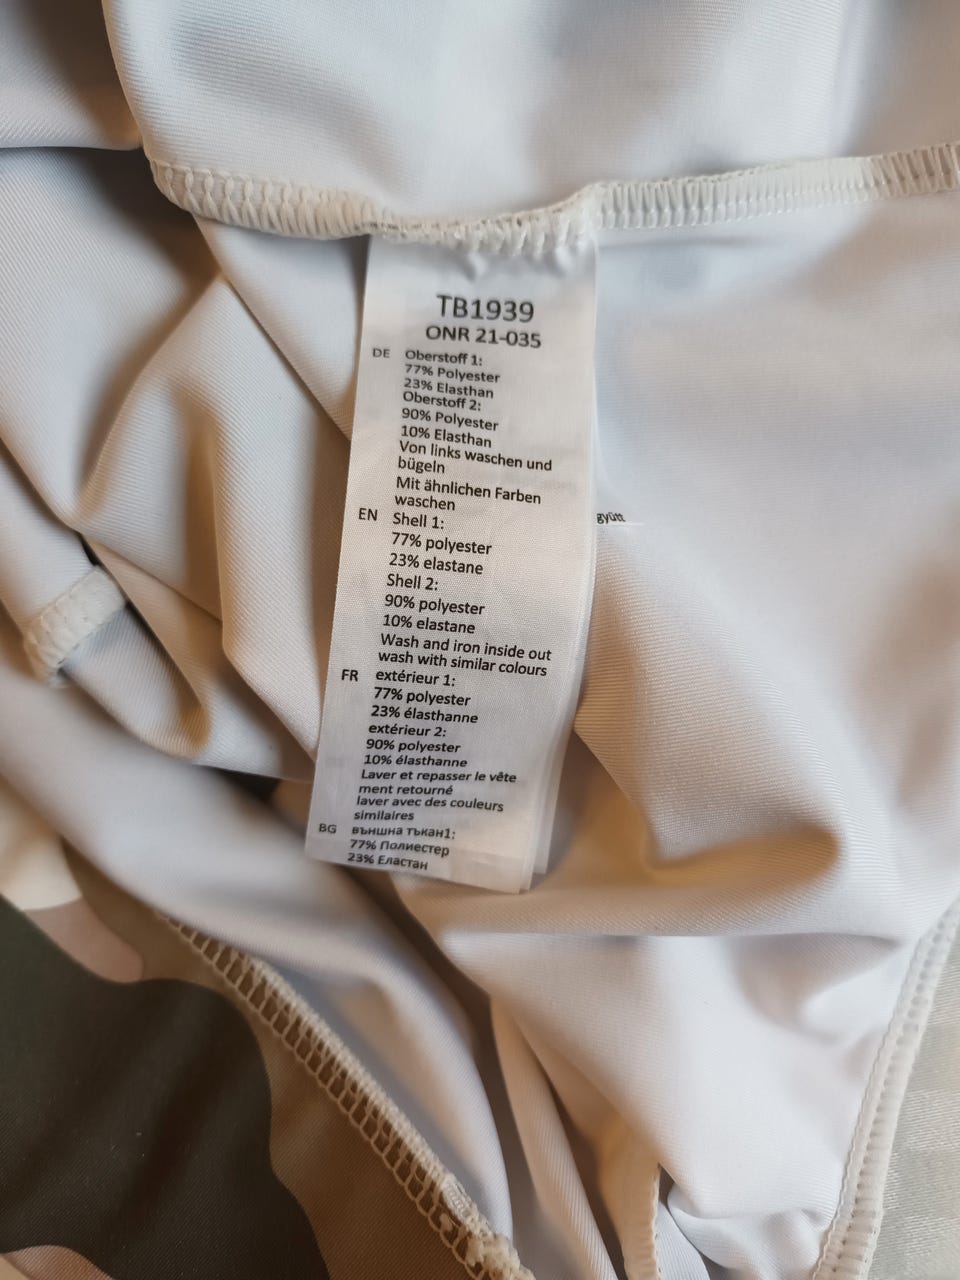 TB1939
ONR 21-035
DE Oberstoff 1:
77% Polyester
23% Elasthan
Oberstoff 2:
90% Polyester
10% Elasthan
Von links waschen und
bügeln
Mit ähnlichen Farben
waschen
EN Shell 1:
77% polyester
23% elastane
Shell 2:
90% polyester
10% elastane
Wash and iron inside out
wash with similar colours
FR extérieur 1:
77% polyester
23% élasthanne
extérieur 2:
90% polyester
10% élasthanne
Laver et repasser le vête
ment retourné
laver avec des couleurs
similaires
BG външна тъкан1:
77% Полиестер
23% Еластан
gyütt